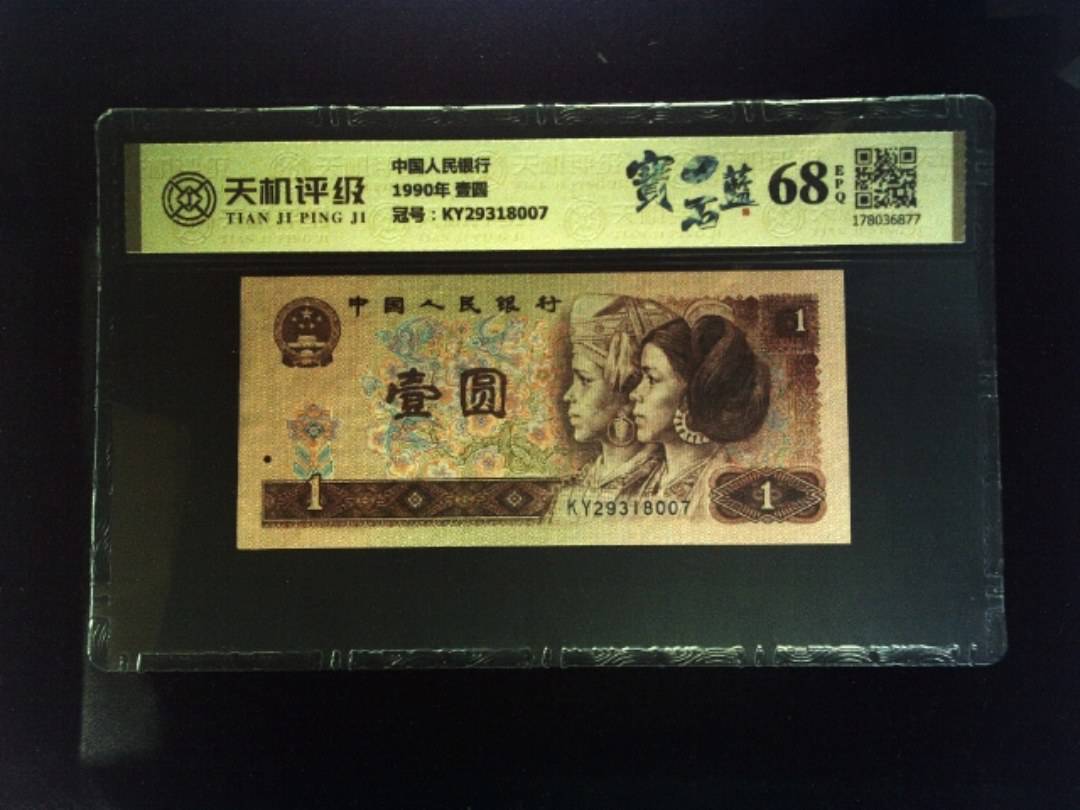 天机评级
TIAN JI PING JI
中国人民银行
1990年 壹圆
冠号：KY29318007
寶石藍
68
EPQ
178036877
中国人民银行
1
壹圆
1
KY29318007
1